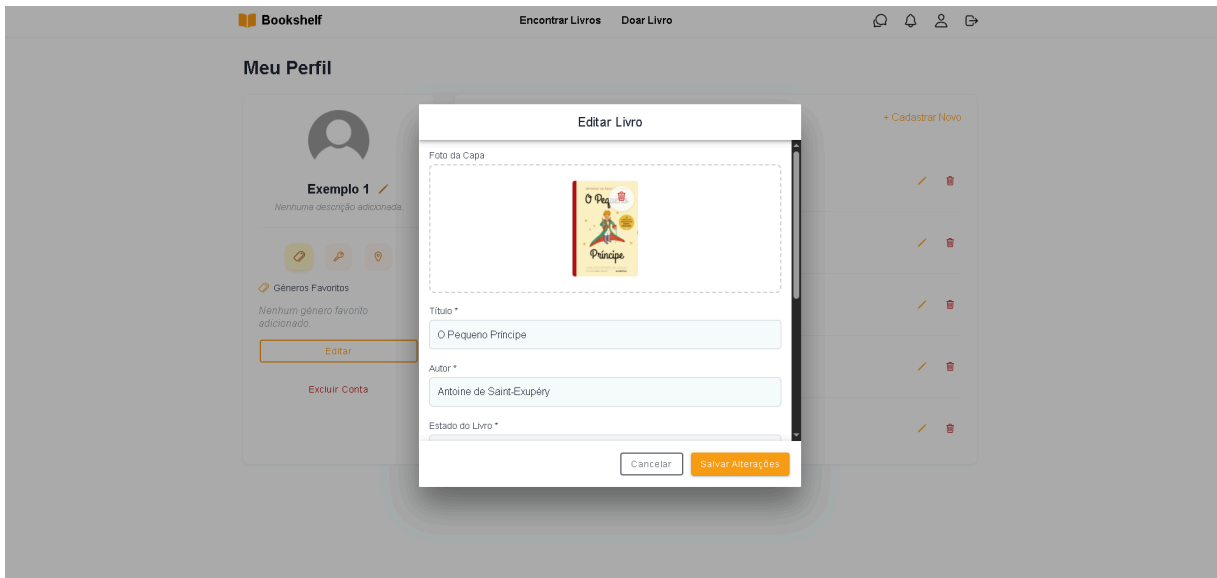 Bookshelf
Encontrar Livros
Doar Livro
Meu Perfil
Exemplo 1
Nenhuma descrição adicionada
Gêneros Favoritos
Nenhum gênero favorito
adicionado.
Editar
Excluir Conta
+ Cadastrar Novo
Editar Livro
Foto da Capa
O Peq
Príncipe
Título *
O Pequeno Príncipe
Autor *
Antoine de Saint-Exupéry
Estado do Livro *
Cancelar
Salvar Alterações